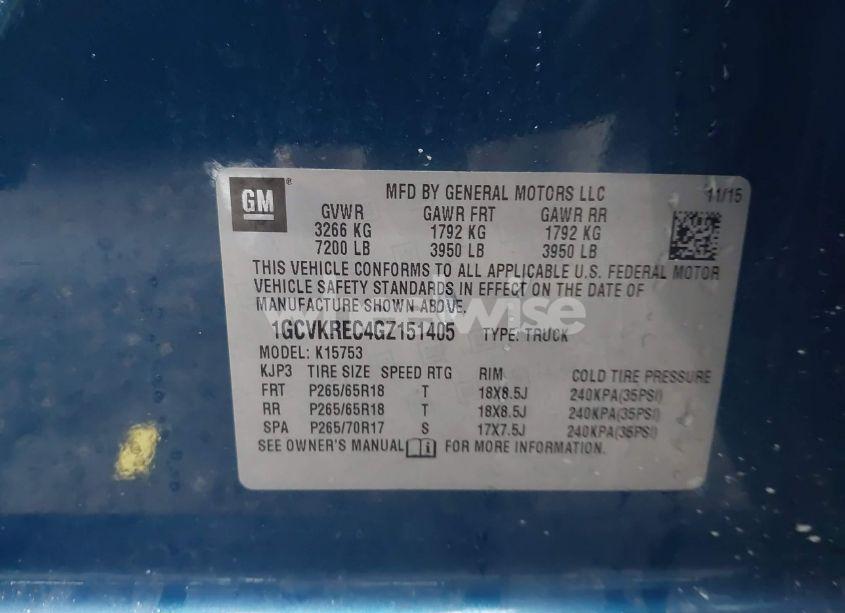 GM ® MFD BY GENERAL MOTORS LLC 11/15
GVWR GAWR FRT GAWR RR
3266 KG 1792 KG 1792 KG
7200 LB 3950 LB 3950 LB
THIS VEHICLE CONFORMS TO ALL APPLICABLE U.S. FEDERAL MOTOR
VEHICLE SAFETY STANDARDS IN EFFECT ON THE DATE OF
MANUFACTURE SHOWN ABOVE.
1GCVKREC4GZ151405 TYPE: TRUCK
MODEL: K15753
KJP3 TIRE SIZE SPEED RTG RIM COLD TIRE PRESSURE
FRT P265/65R18 T 18X8.5J 240KPA(35PSI)
RR P265/65R18 T 18X8.5J 240KPA(35PSI)
SPA P265/70R17 S 17X7.5J 240KPA(35PSI)
SEE OWNER'S MANUAL i FOR MORE INFORMATION.